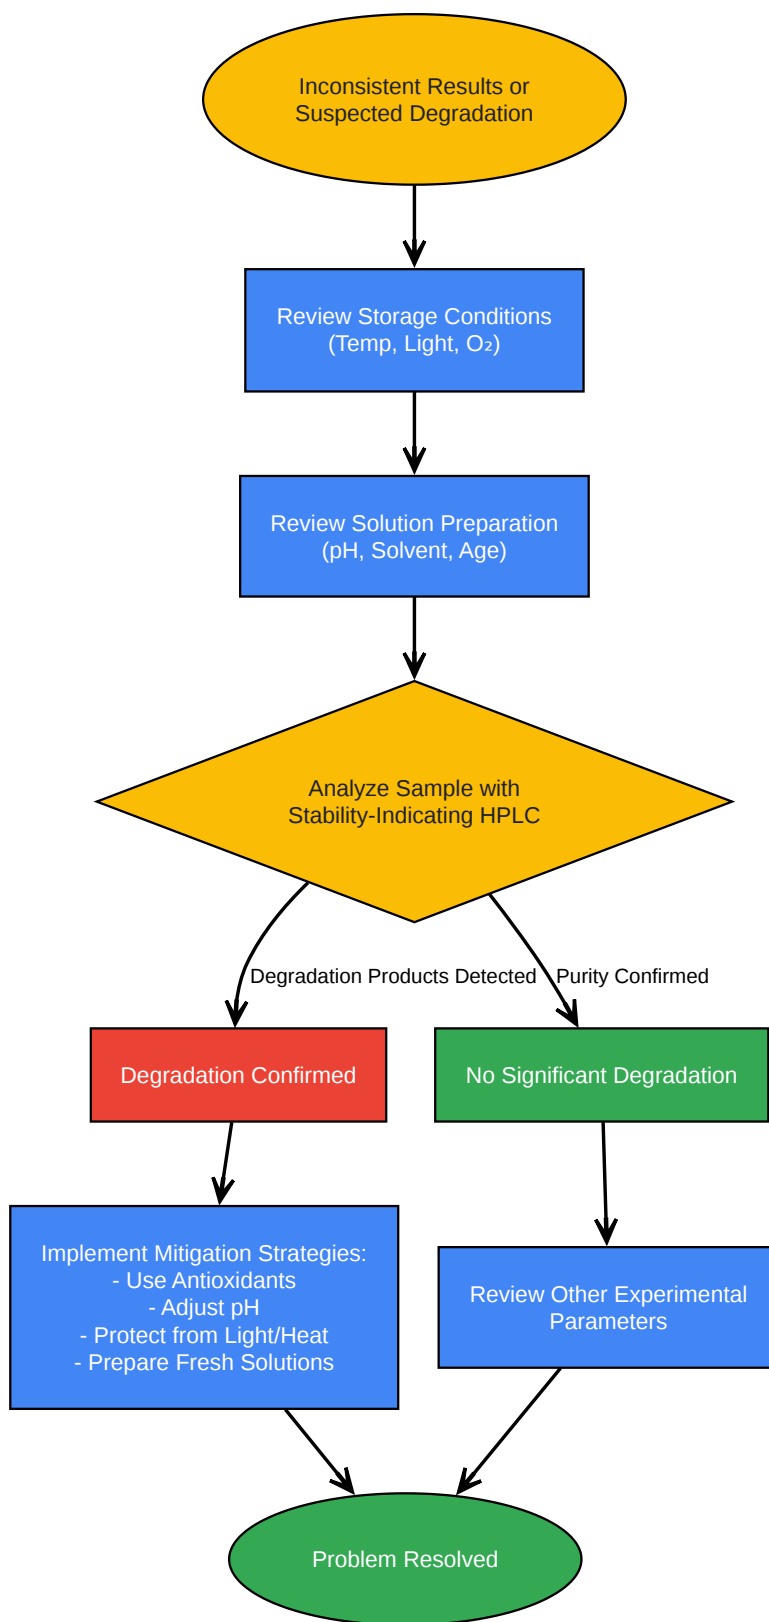 Inconsistent Results or
Suspected Degradation
Review Storage Conditions
(Temp, Light, O₂)
Review Solution Preparation
(pH, Solvent, Age)
Analyze Sample with
Stability-Indicating HPLC
Degradation Products Detected
Purity Confirmed
Degradation Confirmed
No Significant Degradation
Implement Mitigation Strategies:
- Use Antioxidants
- Adjust pH
- Protect from Light/Heat
- Prepare Fresh Solutions
Review Other Experimental
Parameters
Problem Resolved